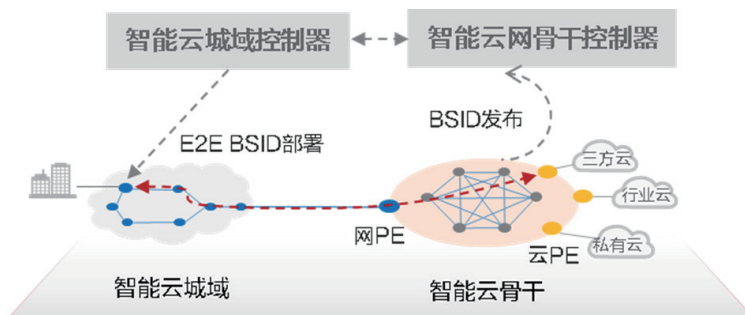 智能云城域控制器
智能云网骨干控制器
BSID发布
E2E BSID部署
三方云
行业云
私有云
网PE
云PE
智能云城域
智能云骨干